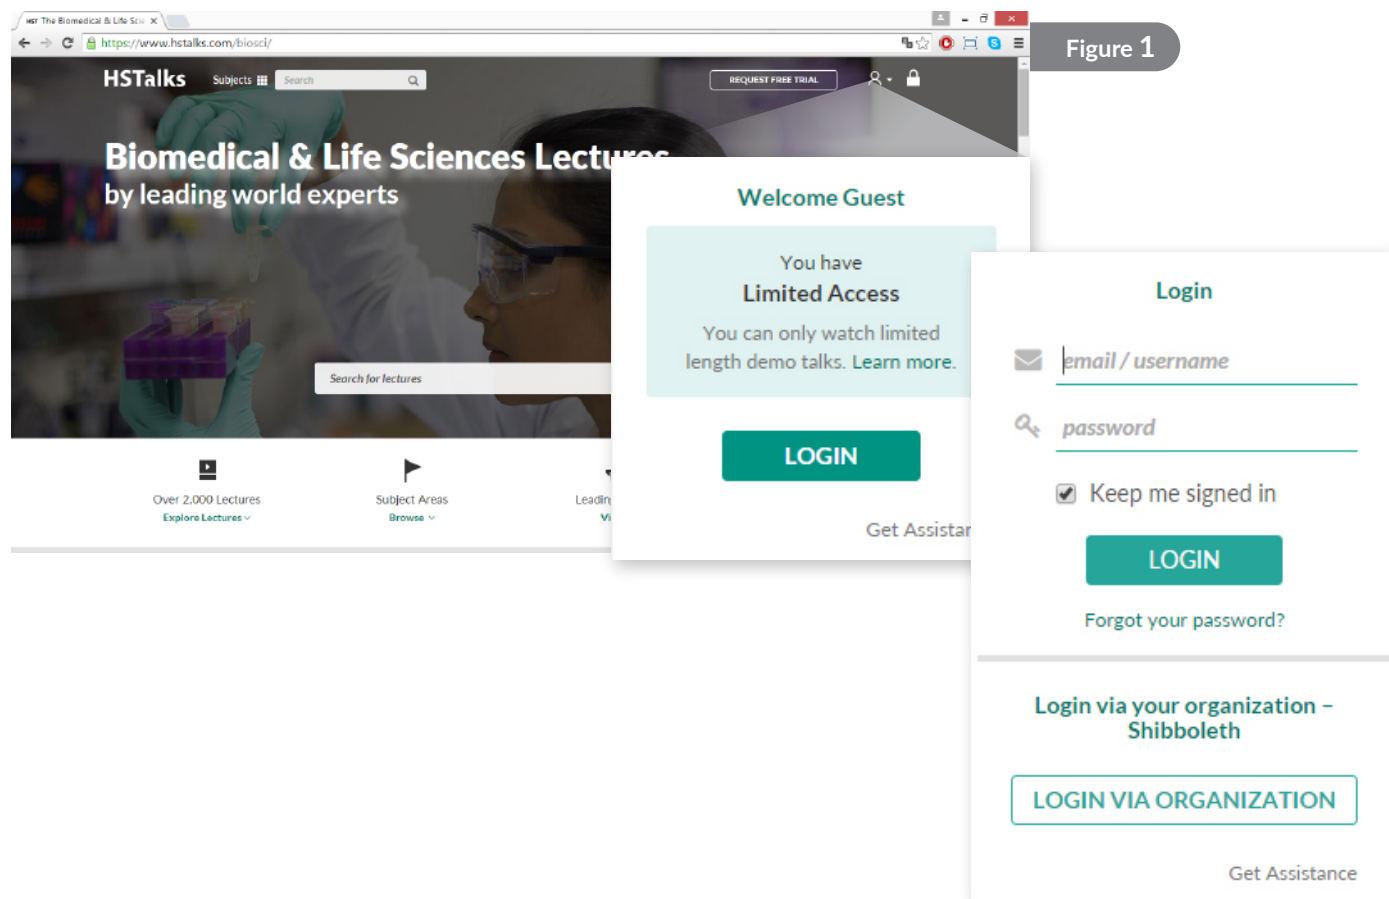 HST The Biomedical & Life Scie
https://www.hstalks.com/biosci/
Figure 1
HSTalks
Subjects
Search
REQUEST FREE TRIAL
Biomedical & Life Sciences Lectures
by leading world experts
Search for lectures
Over 2,000 Lectures
Explore Lectures
Subject Areas
Browse
Leadin
Vi
Welcome Guest
You have
Limited Access
You can only watch limited
length demo talks. Learn more.
LOGIN
Get Assistan
Login
email / username
password
Keep me signed in
LOGIN
Forgot your password?
Login via your organization –
Shibboleth
LOGIN VIA ORGANIZATION
Get Assistance